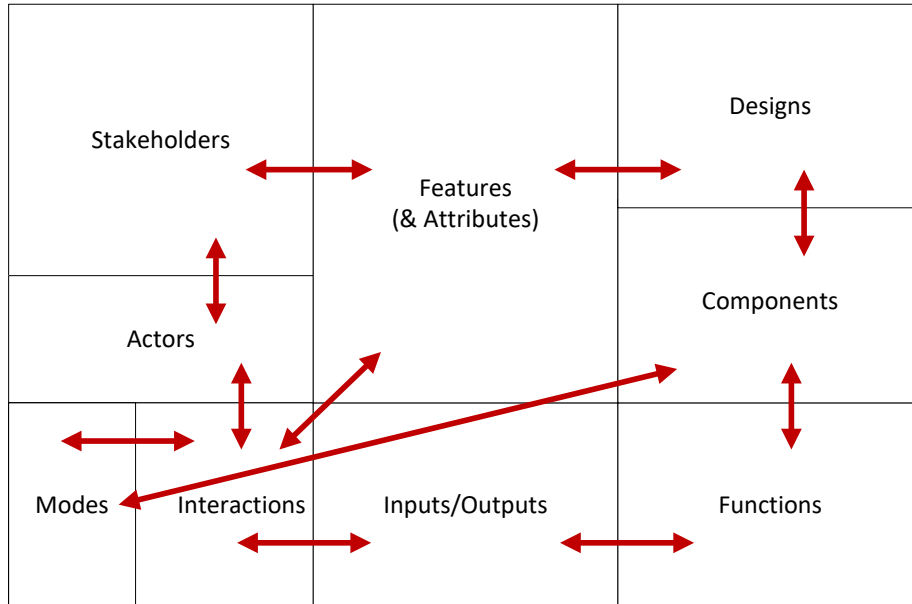 Designs
Stakeholders
Features
(& Attributes)
Components
Actors
Modes
Interactions
Inputs/Outputs
Functions